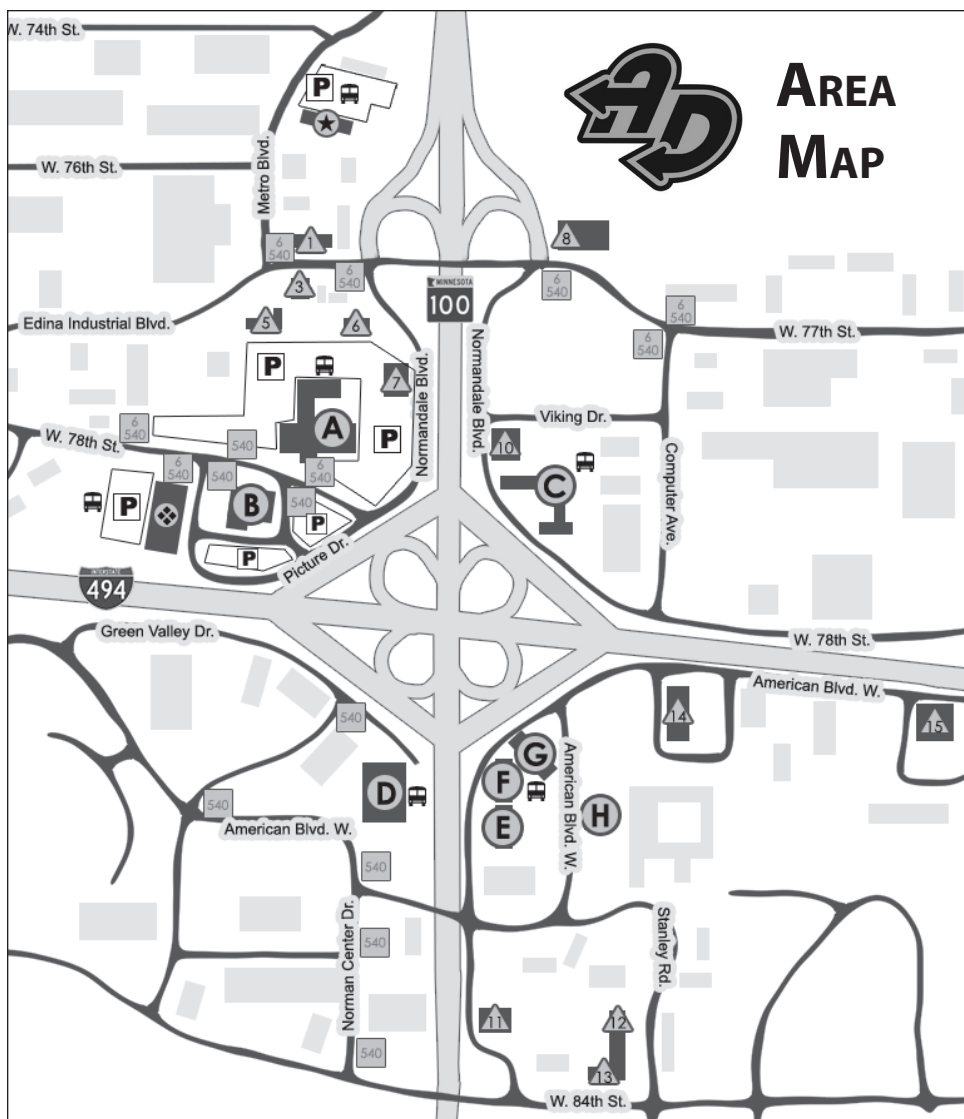 W. 74th St.
P
AD
AREA
MAP
★
W. 76th St.
Metro Blvd.
6
540
1
8
6
540
3
6
540
MINNESOTA
100
6
540
Edina Industrial Blvd.
5
6
W. 77th St.
6
540
P
7
Normandale Blvd.
Normandale Blvd.
Viking Dr.
6
540
A
P
W. 78th St.
540
10
Computer Ave.
6
540
540
6
540
C
P
B
540
P
P
Picture Dr.
INTERSTATE
494
Green Valley Dr.
W. 78th St.
American Blvd. W.
540
14
15
G
F
D
American Blvd. W.
540
E
H
American Blvd. W.
540
Norman Center Dr.
540
Stanley Rd.
11
12
540
13
W. 84th St.